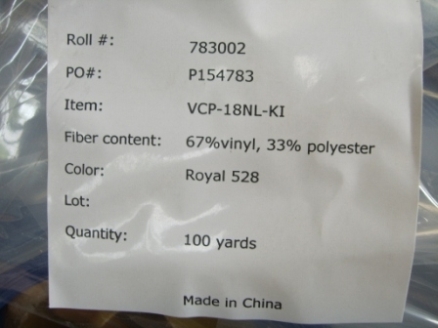 Roll #: 783002
PO#: P154783
Item: VCP-18NL-KI
Fiber content: 67%vinyl, 33% polyester
Color: Royal 528
Lot:
Quantity: 100 yards
Made in China